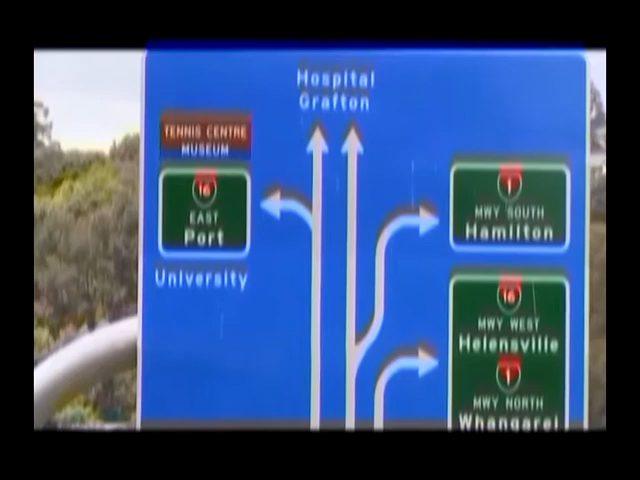 Hospital
Grafton
TENNIS CENTRE
MUSEUM
16
EAST
Port
University
1
MWY SOUTH
Hamilton
16
MWY WEST
Helensville
1
MWY NORTH
Whangarei